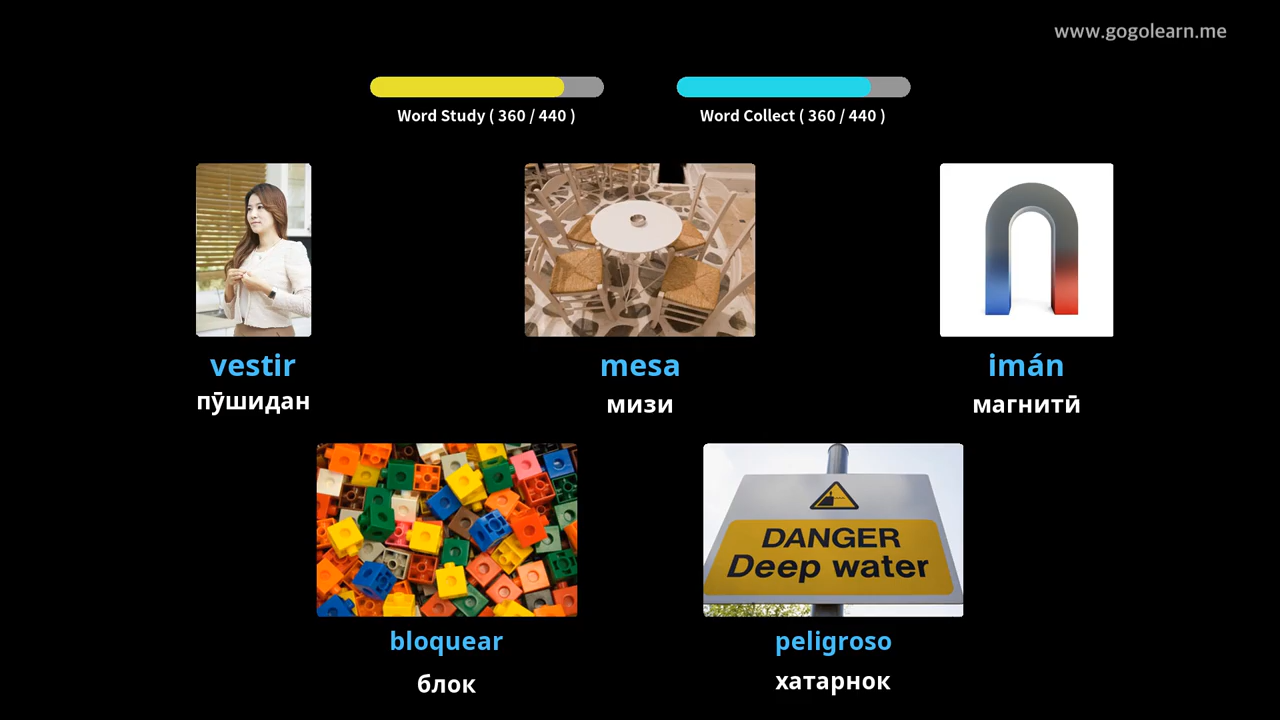 www.gogolearn.me
Word Study ( 360 / 440 )
Word Collect ( 360 / 440 )
vestir
пӯшидан
mesa
мизи
imán
магнитӣ
DANGER
Deep water
bloquear
блок
peligroso
хатарнок